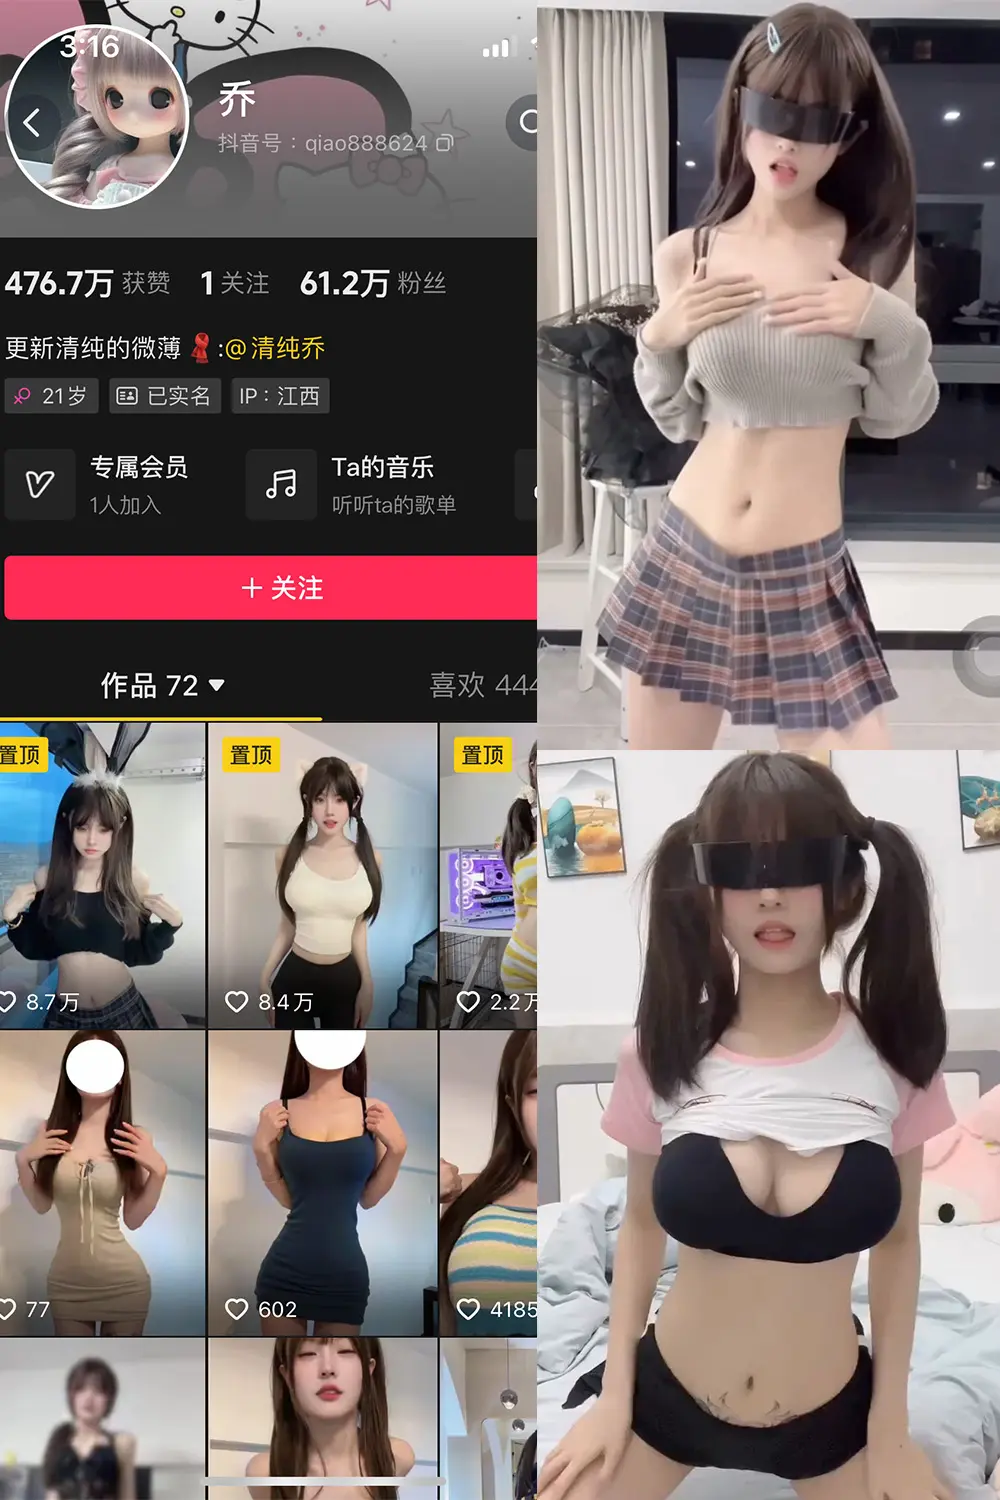 3:16
乔
抖音号：qiao888624
476.7万 获赞 1 关注 61.2万 粉丝
更新清纯的微薄🧣:@清纯乔
21岁 已实名 IP：江西
专属会员
1人加入
Ta的音乐
听听ta的歌单
+ 关注
作品 72
喜欢 444
置顶 置顶 置顶
8.7万 8.4万 2.2万
77 602 4185